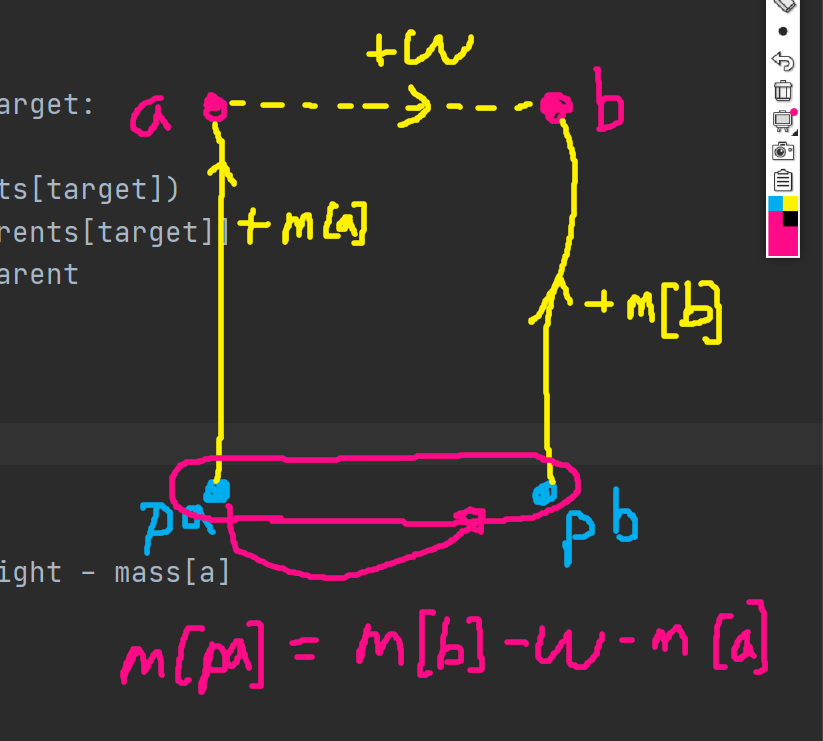 +w
arget:
a
b
ts[target])
rents[target]]
+m[a]
arent
+m[b]
pa
pb
ight - mass[a]
m[pa] = m[b]-w-m[a]